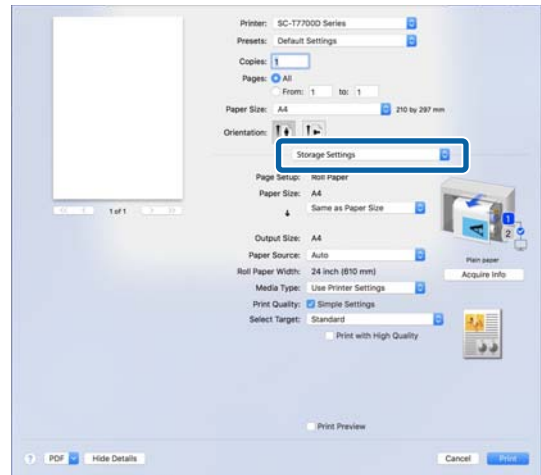 Printer: SC-T7700D Series
Presets: Default Settings
Copies: 1
Pages: All
From: 1 to: 1
Paper Size: A4 210 by 297 mm
Orientation:
Storage Settings
Page Setup: Roll Paper
Paper Size: A4
Same as Paper Size
1 of 1
Output Size: A4
Paper Source: Auto
Roll Paper Width: 24 inch (610 mm)
Media Type: Use Printer Settings
Print Quality: Simple Settings
Select Target: Standard
Print with High Quality
A
1
2
Plain paper
Acquire Info
Print Preview
? PDF Hide Details Cancel Print